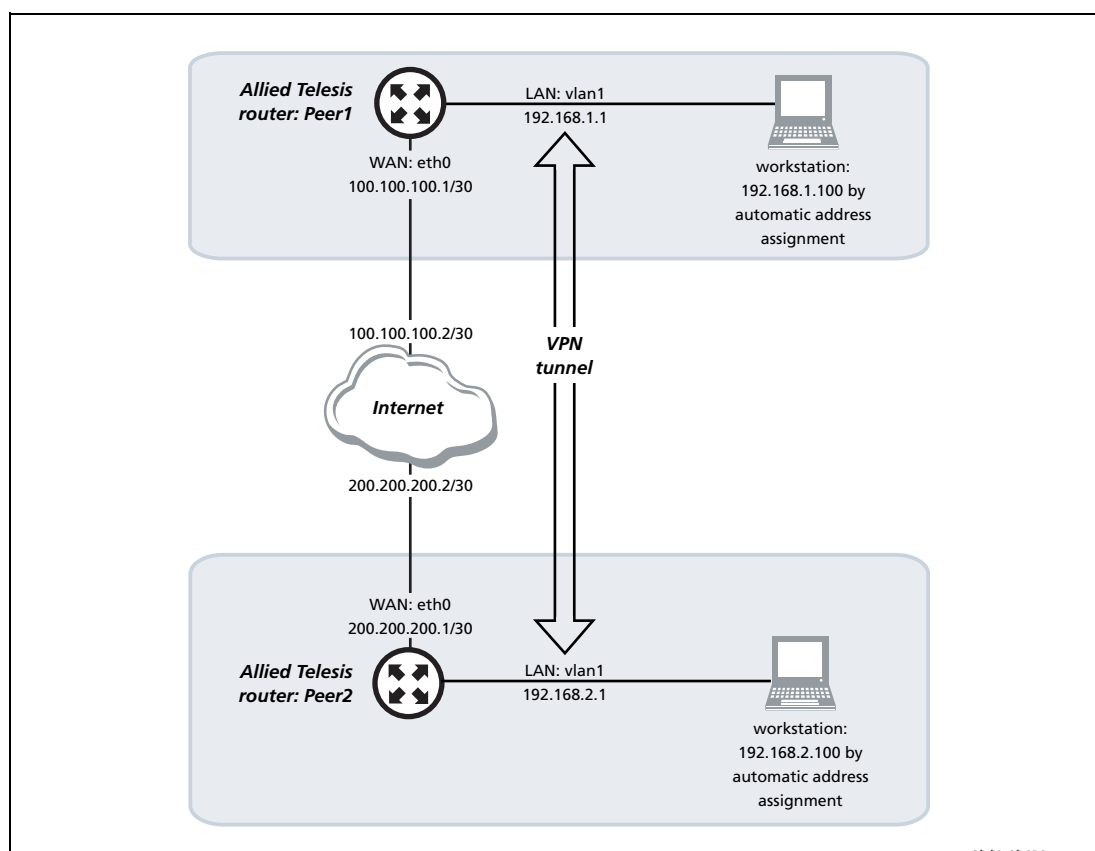 Allied Telesis
router: Peer1
LAN: vlan1
192.168.1.1
WAN: eth0
100.100.100.1/30
workstation:
192.168.1.100 by
automatic address
assignment
100.100.100.2/30
VPN
tunnel
Internet
200.200.200.2/30
WAN: eth0
200.200.200.1/30
Allied Telesis
router: Peer2
LAN: vlan1
192.168.2.1
workstation:
192.168.2.100 by
automatic address
assignment